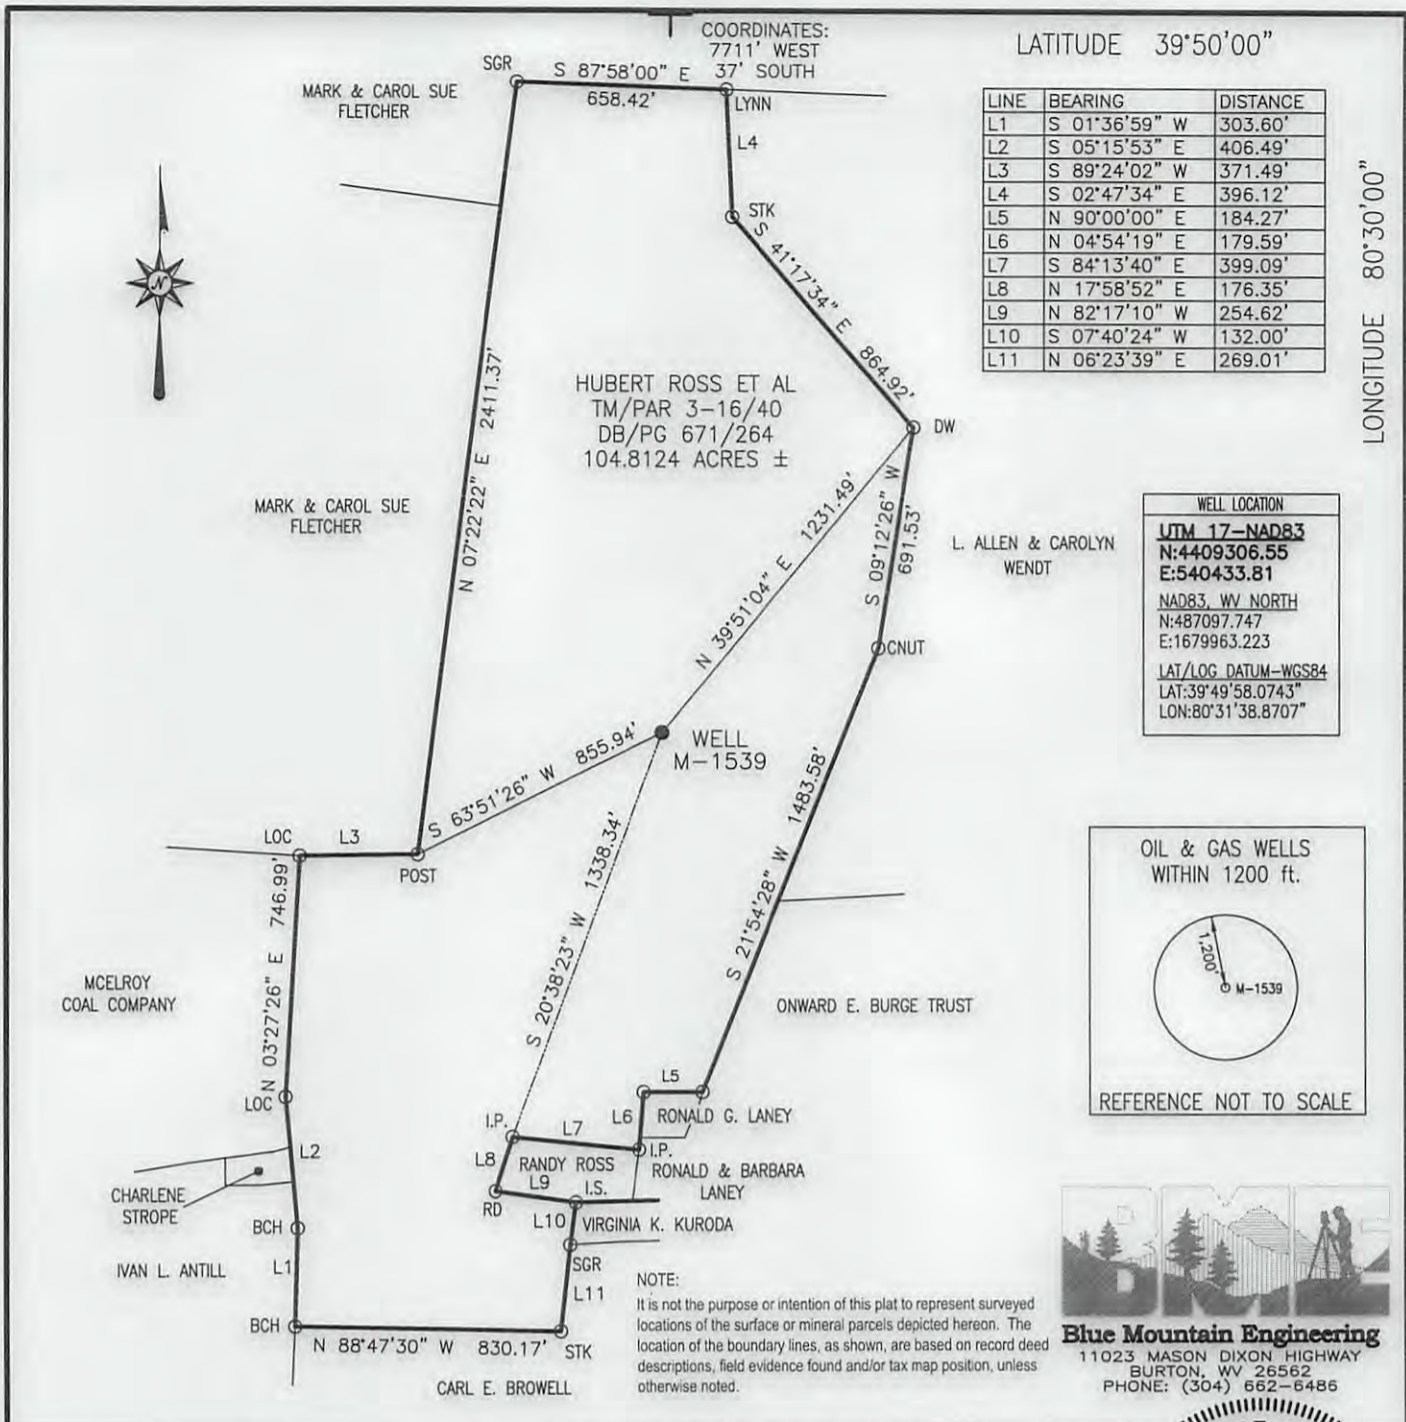 COORDINATES:
7711' WEST
37' SOUTH
LATITUDE 39°50'00"
LONGITUDE 80°30'00"
SGR
S 87°58'00" E
658.42'
LYNN
MARK & CAROL SUE
FLETCHER
L4
STK
LINE BEARING DISTANCE
L1 S 01°36'59" W 303.60'
L2 S 05°15'53" E 406.49'
L3 S 89°24'02" W 371.49'
L4 S 02°47'34" E 396.12'
L5 N 90°00'00" E 184.27'
L6 N 04°54'19" E 179.59'
L7 S 84°13'40" E 399.09'
L8 N 17°58'52" E 176.35'
L9 N 82°17'10" W 254.62'
L10 S 07°40'24" W 132.00'
L11 N 06°23'39" E 269.01'
N
S 41°17'34" E 864.92'
DW
HUBERT ROSS ET AL
TM/PAR 3-16/40
DB/PG 671/264
104.8124 ACRES ±
N 07°22'22" E 2411.37'
MARK & CAROL SUE
FLETCHER
N 39°51'04" E 1231.49'
S 09°12'26" W
691.53'
L. ALLEN & CAROLYN
WENDT
CNUT
WELL LOCATION
UTM 17-NAD83
N:4409306.55
E:540433.81
NAD83, WV NORTH
N:487097.747
E:1679963.223
LAT/LOG DATUM-WGS84
LAT:39°49'58.0743"
LON:80°31'38.8707"
WELL
M-1539
S 63°51'26" W 855.94'
LOC
L3
POST
S 20°38'23" W 1338.34'
S 21°54'28" W 1483.58'
OIL & GAS WELLS
WITHIN 1200 ft.
1,200'
M-1539
REFERENCE NOT TO SCALE
N 03°27'26" E 746.99'
MCELROY
COAL COMPANY
ONWARD E. BURGE TRUST
LOC
L5
L6
RONALD G. LANEY
I.P.
L7
I.P.
L2
L8
RANDY ROSS
RONALD & BARBARA
LANEY
L9
I.S.
RD
CHARLENE
STROPE
BCH
L10
VIRGINIA K. KURODA
SGR
IVAN L. ANTILL
L1
L11
BCH
N 88°47'30" W 830.17'
STK
CARL E. BROWELL
NOTE:
It is not the purpose or intention of this plat to represent surveyed
locations of the surface or mineral parcels depicted hereon. The
location of the boundary lines, as shown, are based on record deed
descriptions, field evidence found and/or tax map position, unless
otherwise noted.
BME
Blue Mountain Engineering
11023 MASON DIXON HIGHWAY
BURTON, WV 26562
PHONE: (304) 662-6486